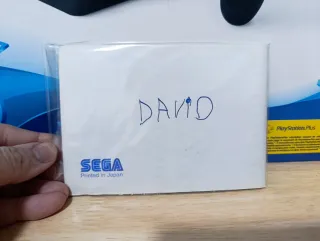 DAViD
SEGA
Printed in Japan
PlayStation Plus